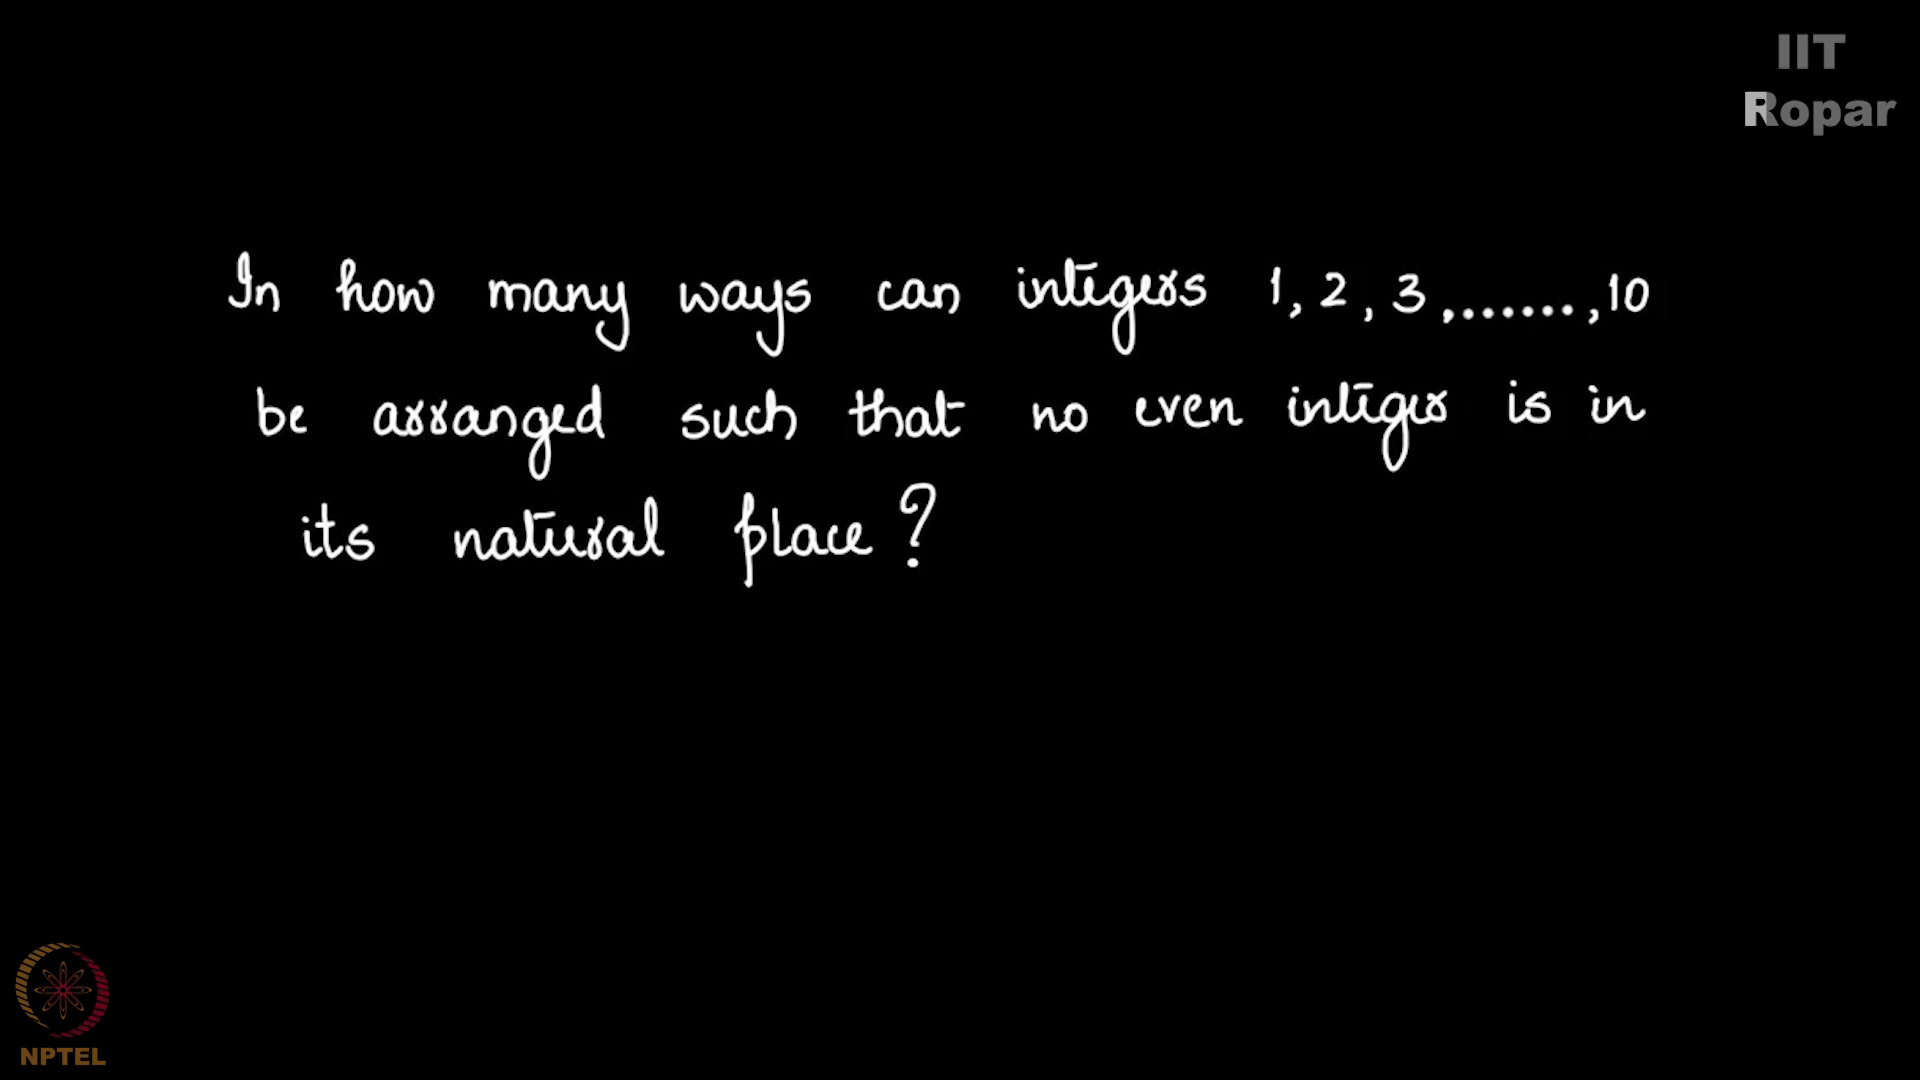 IIT
Ropar
In how many ways can integers 1, 2, 3, ......., 10
be arranged such that no even integer is in
its natural place?
NPTEL